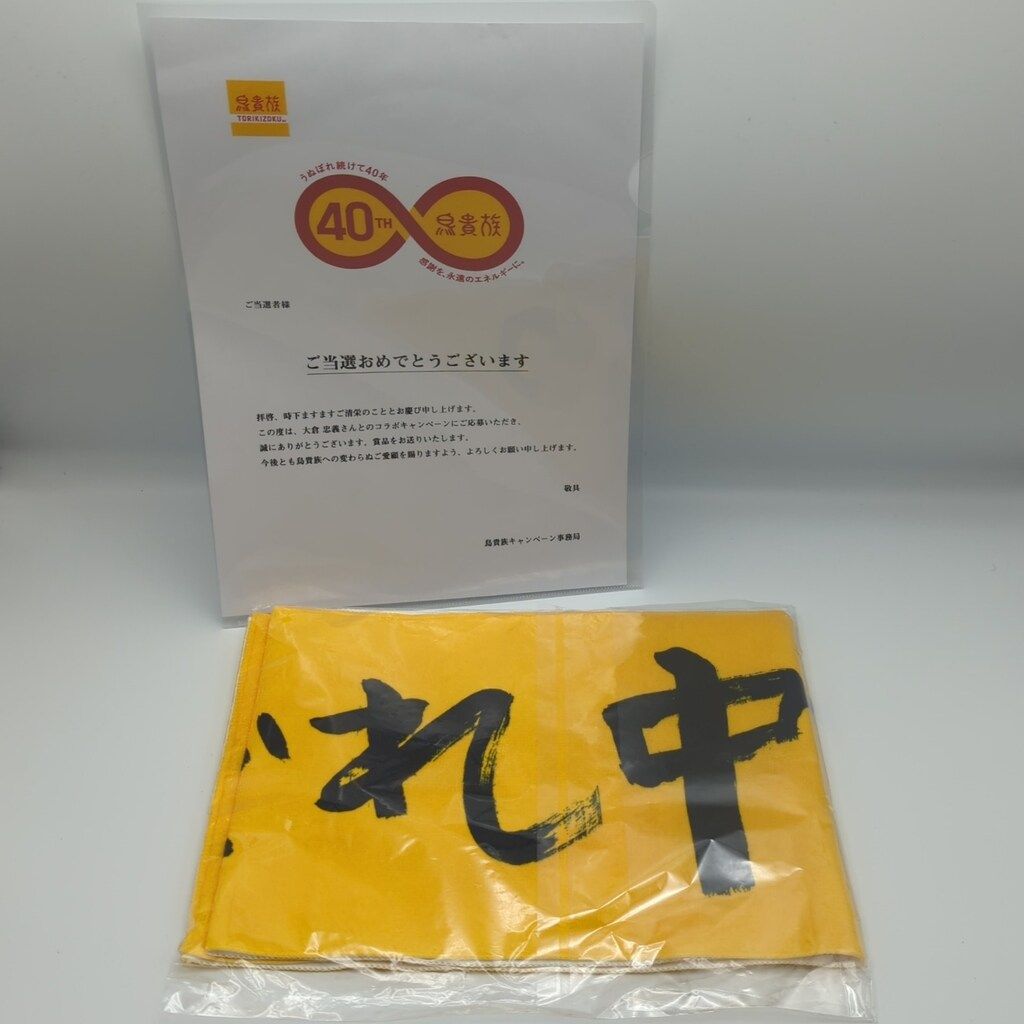 鳥貴族
TORIKIZOKU
うぬぼれ続けて40年
40TH
鳥貴族
感謝を、永遠のエネルギーに。
ご当選者様
ご当選おめでとうございます
拝啓、時下ますますご清栄のこととお慶び申し上げます。
この度は、大倉 忠義さんとのコラボキャンペーンにご応募いただき、
誠にありがとうございます。賞品をお送りいたします。
今後とも鳥貴族への変わらぬご愛顧を賜りますよう、よろしくお願い申し上げます。
敬具
鳥貴族キャンペーン事務局
れ中